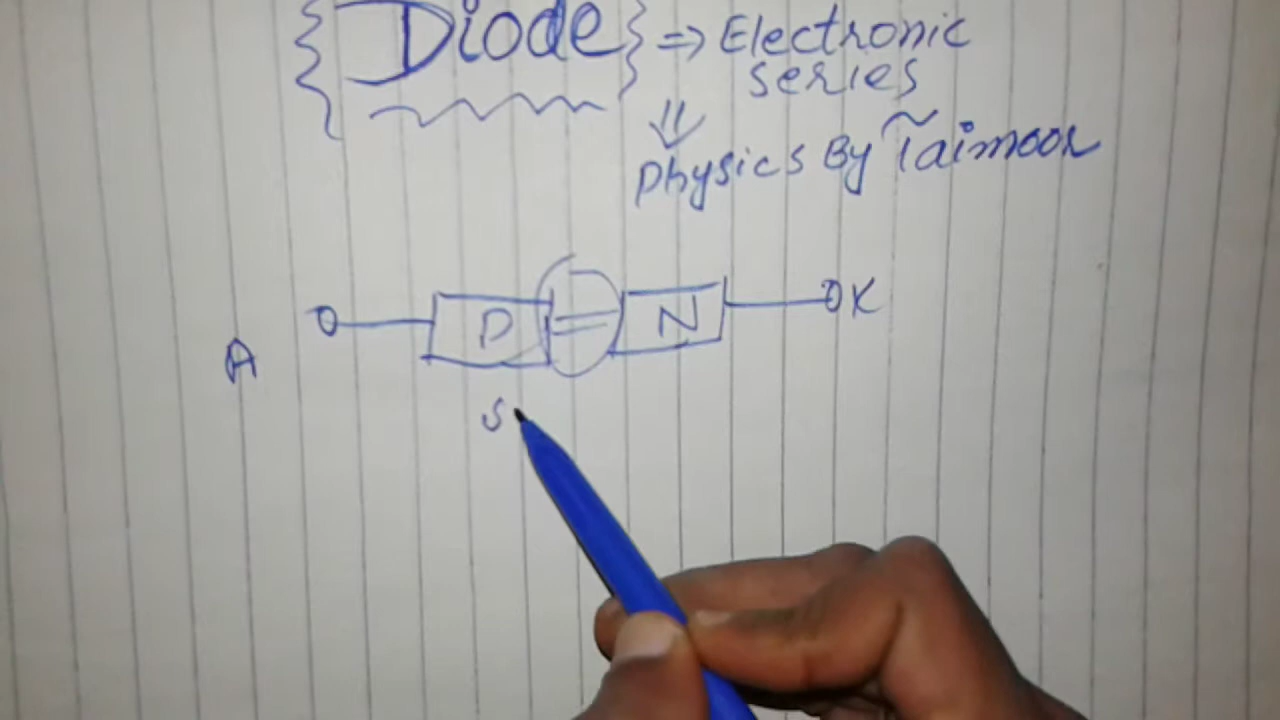 Diode => Electronic
series
Physics By Taimoor
A P N K
S